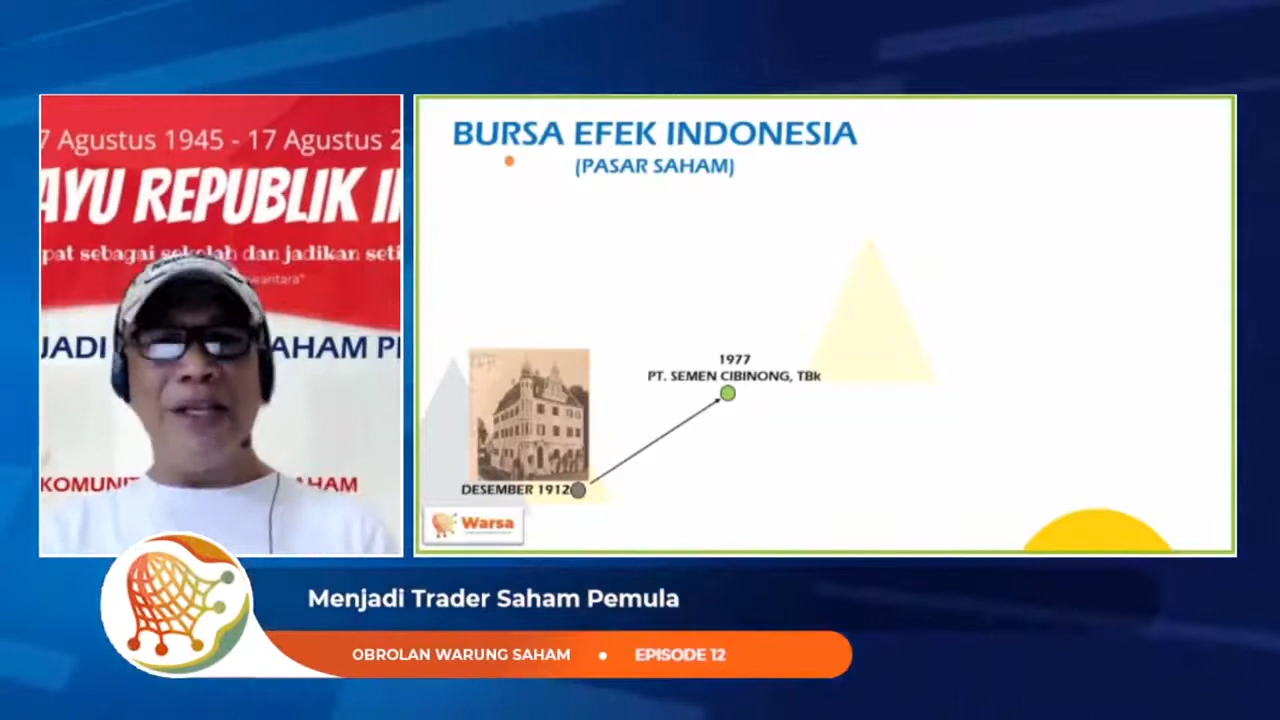 7 Agustus 1945 - 17 Agustus 2
AYU REPUBLIK I
pat sebagai sekolah dan jadikan seti
JADI AHAM P
KOMUNIT AHAM
BURSA EFEK INDONESIA
(PASAR SAHAM)
1977
PT. SEMEN CIBINONG, TBk
DESEMBER 1912
Warsa
Menjadi Trader Saham Pemula
OBROLAN WARUNG SAHAM • EPISODE 12